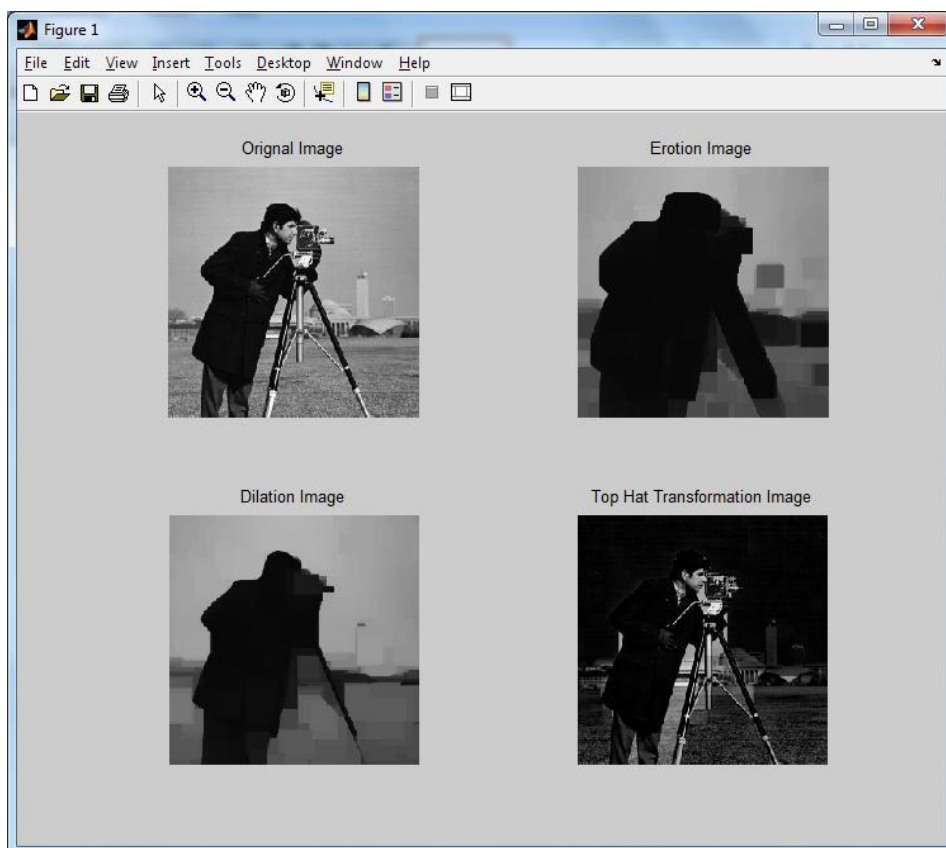 Figure 1
File Edit View Insert Tools Desktop Window Help
Orignal Image
Erotion Image
Dilation Image
Top Hat Transformation Image